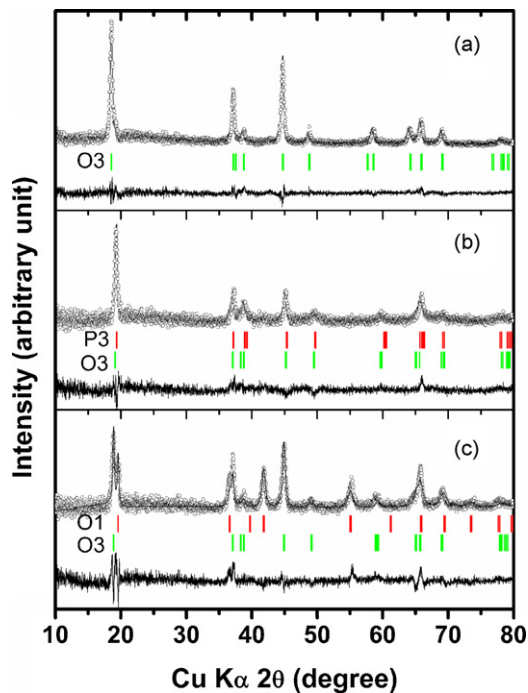 (a)
O3
(b)
P3
O3
(c)
O1
O3
10 20 30 40 50 60 70 80
Cu Kα 2θ (degree)
Intensity (arbitrary unit)